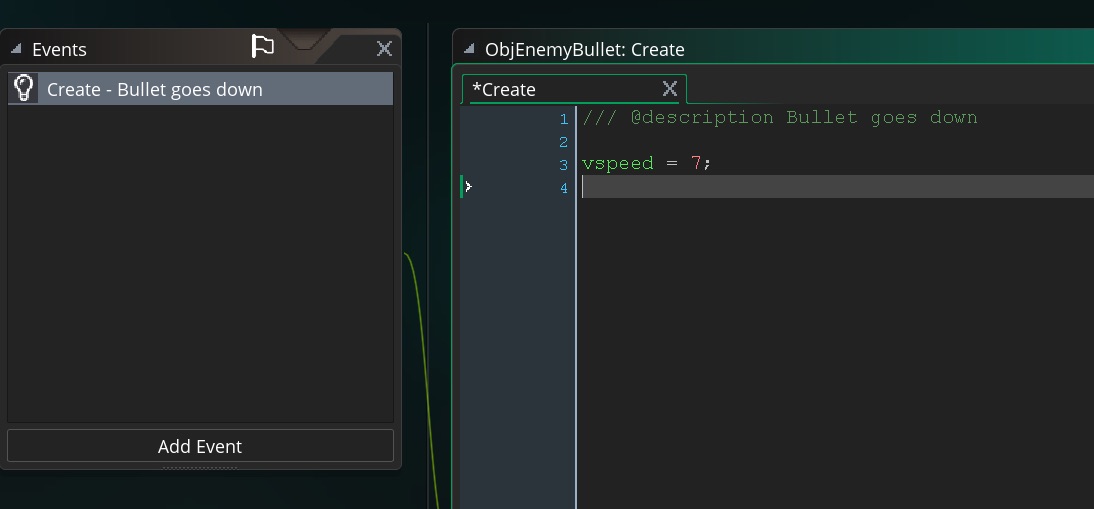 Events
Create - Bullet goes down
Add Event
ObjEnemyBullet: Create
*Create
1 /// @description Bullet goes down
2
3 vspeed = 7;
4